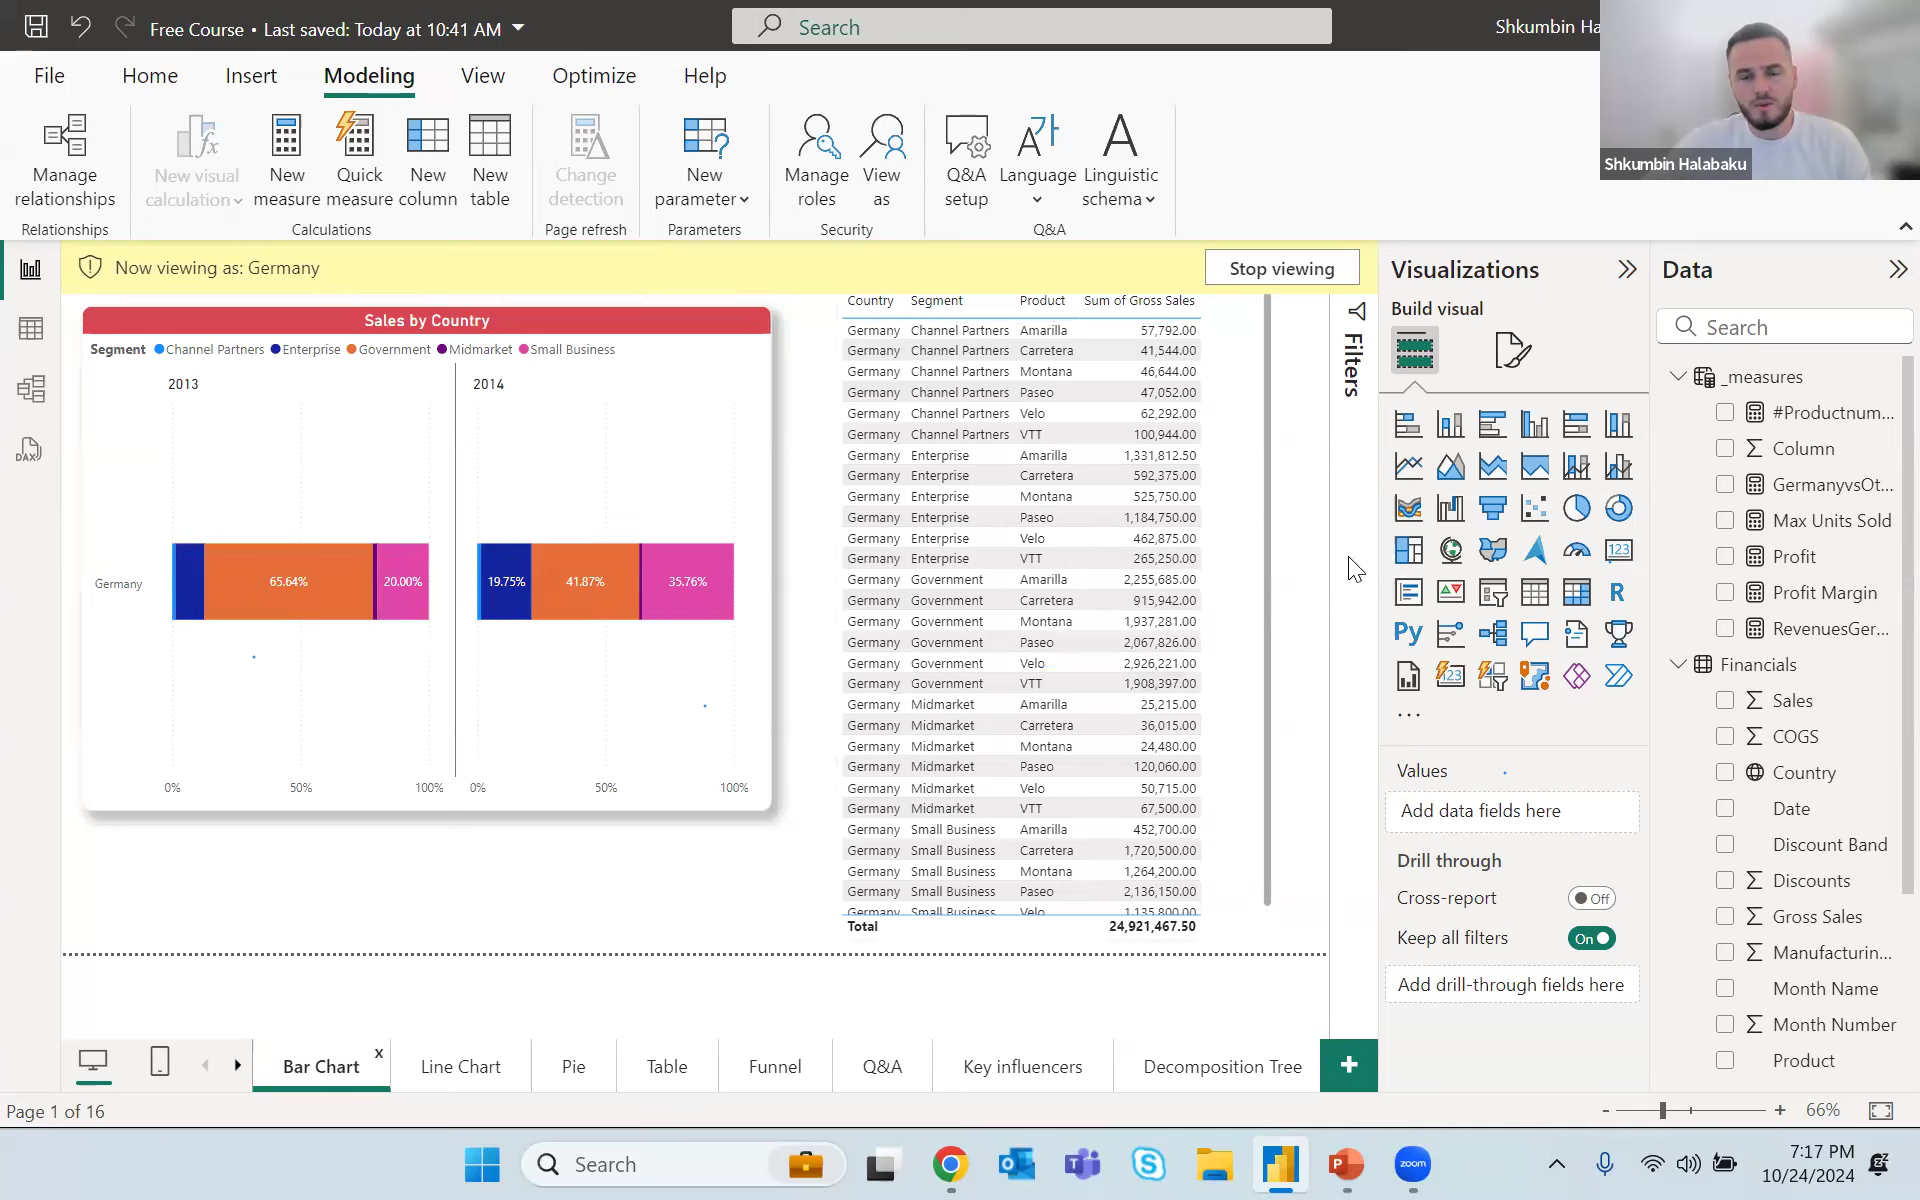 Free Course • Last saved: Today at 10:41 AM
Search
Shkumbin Ha
Shkumbin Halabaku
File Home Insert Modeling View Optimize Help
Manage relationships
New visual calculation
New measure
Quick measure
New column
New table
Change detection
New parameter
Manage roles
View as
Q&A setup
Language
Linguistic schema
Relationships Calculations Page refresh Parameters Security Q&A
Now viewing as: Germany
Stop viewing
Sales by Country
Segment Channel Partners Enterprise Government Midmarket Small Business
2013 2014
Germany 65.64% 20.00% 19.75% 41.87% 35.76%
0% 50% 100% 0% 50% 100%
Country Segment Product Sum of Gross Sales
Germany Channel Partners Amarilla 57,792.00
Germany Channel Partners Carretera 41,544.00
Germany Channel Partners Montana 46,644.00
Germany Channel Partners Paseo 47,052.00
Germany Channel Partners Velo 62,292.00
Germany Channel Partners VTT 100,944.00
Germany Enterprise Amarilla 1,331,812.50
Germany Enterprise Carretera 592,375.00
Germany Enterprise Montana 525,750.00
Germany Enterprise Paseo 1,184,750.00
Germany Enterprise Velo 462,875.00
Germany Enterprise VTT 265,250.00
Germany Government Amarilla 2,255,685.00
Germany Government Carretera 915,942.00
Germany Government Montana 1,937,281.00
Germany Government Paseo 2,067,826.00
Germany Government Velo 2,926,221.00
Germany Government VTT 1,908,397.00
Germany Midmarket Amarilla 25,215.00
Germany Midmarket Carretera 36,015.00
Germany Midmarket Montana 24,480.00
Germany Midmarket Paseo 120,060.00
Germany Midmarket Velo 50,715.00
Germany Midmarket VTT 67,500.00
Germany Small Business Amarilla 452,700.00
Germany Small Business Carretera 1,720,500.00
Germany Small Business Montana 1,264,200.00
Germany Small Business Paseo 2,136,150.00
Germany Small Business Velo 1,135,800.00
Total 24,921,467.50
Filters
Visualizations
Build visual
123
R
Py
123
...
Values
Add data fields here
Drill through
Cross-report Off
Keep all filters On
Add drill-through fields here
Data
Search
_measures
#Productnum...
Column
GermanyvsOt...
Max Units Sold
Profit
Profit Margin
RevenuesGer...
Financials
Sales
COGS
Country
Date
Discount Band
Discounts
Gross Sales
Manufacturin...
Month Name
Month Number
Product
DAX
Bar Chart x Line Chart Pie Table Funnel Q&A Key influencers Decomposition Tree +
Page 1 of 16
- + 66%
Search
zoom
7:17 PM
10/24/2024